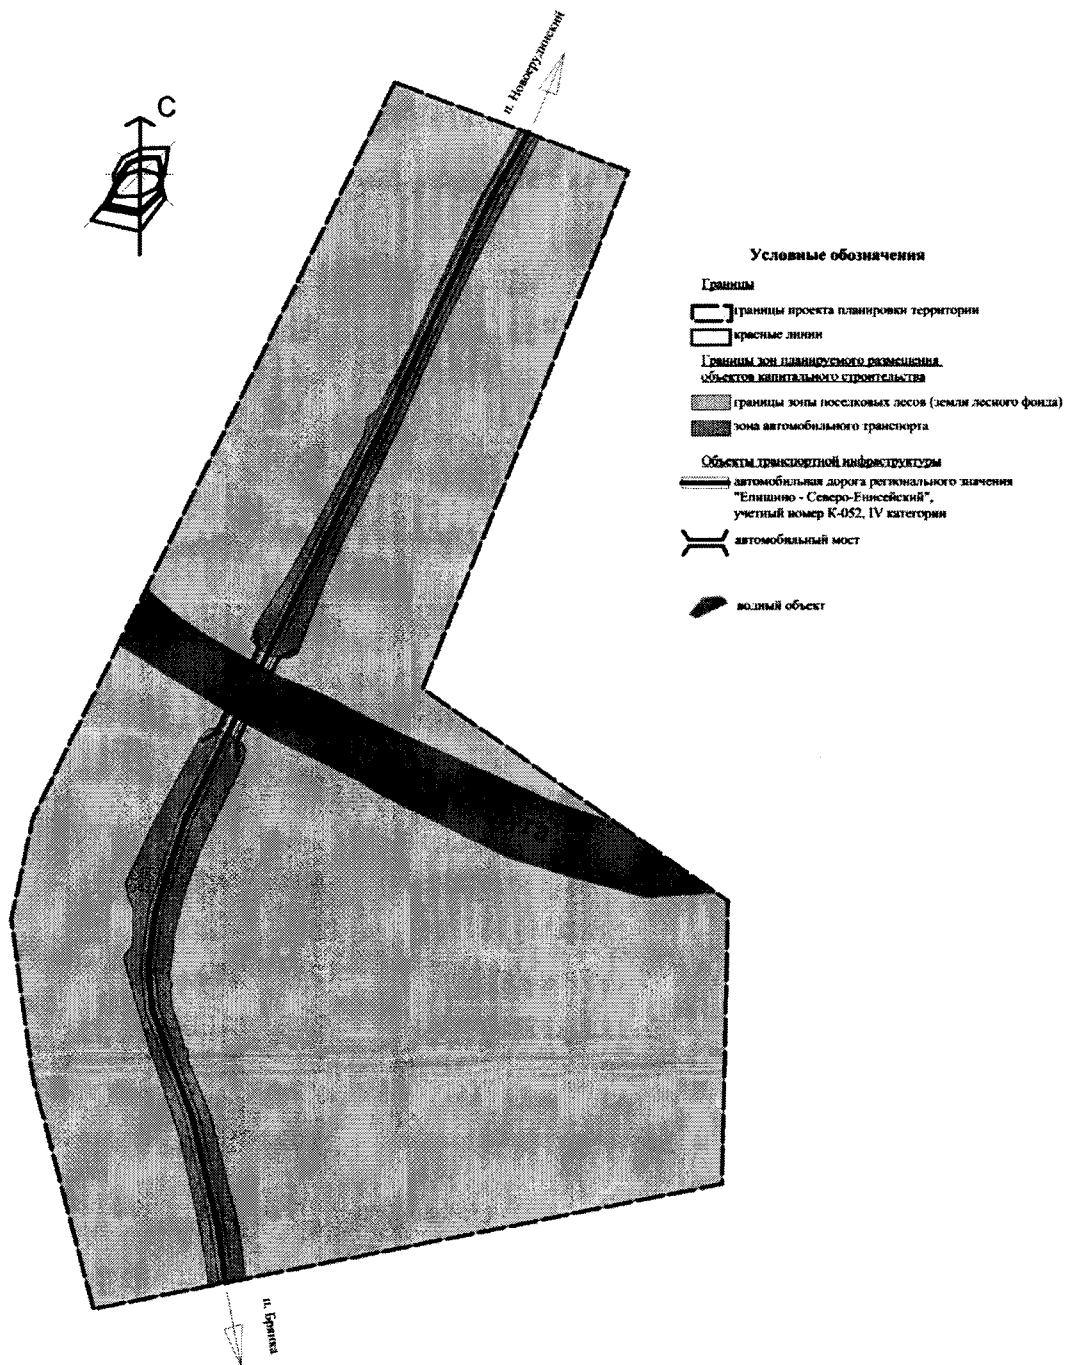 п. Новоерудинский
С
Условные обозначения
Границы
границы проекта планировки территории
красные линии
Границы зон планируемого размещения
объектов капитального строительства
границы зоны поселковых лесов (земли лесного фонда)
зона автомобильного транспорта
Объекты транспортной инфраструктуры
автомобильная дорога регионального значения
"Епишино - Северо-Енисейский",
учетный номер К-052, IV категории
автомобильный мост
водный объект
п. Брянка